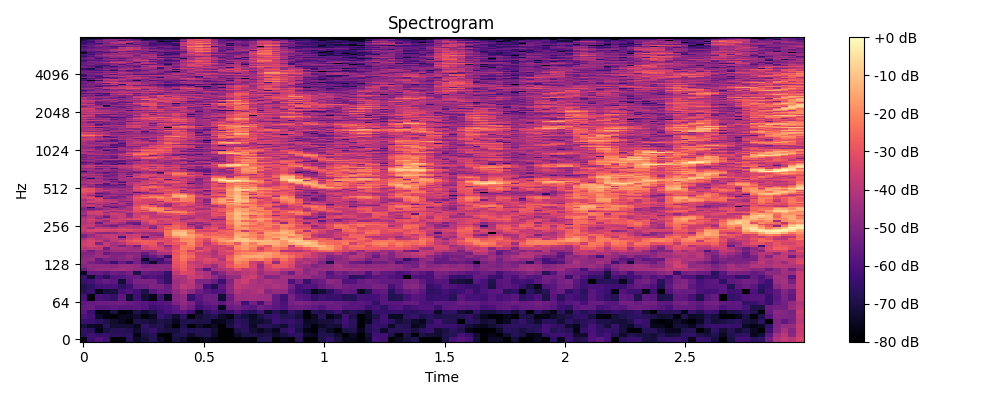 Spectrogram
Hz
4096
2048
1024
512
256
128
64
0
0 0.5 1 1.5 2 2.5
Time
+0 dB
-10 dB
-20 dB
-30 dB
-40 dB
-50 dB
-60 dB
-70 dB
-80 dB